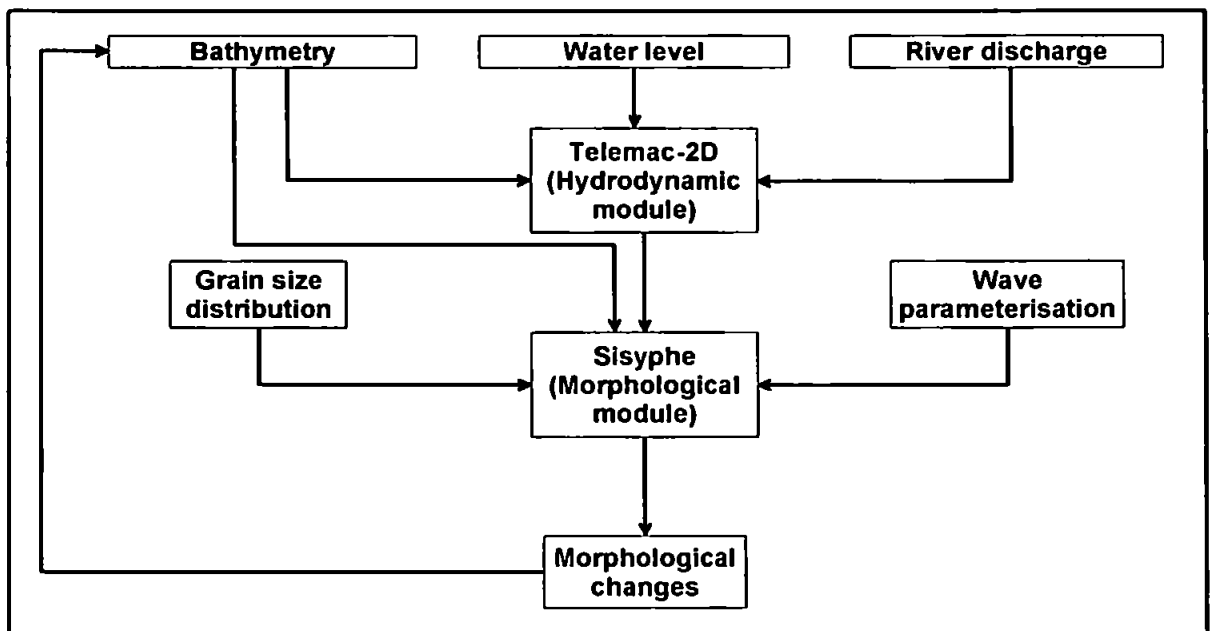 Bathymetry
Water level
River discharge
Telemac-2D
(Hydrodynamic
module)
Grain size
distribution
Wave
parameterisation
Sisyphe
(Morphological
module)
Morphological
changes